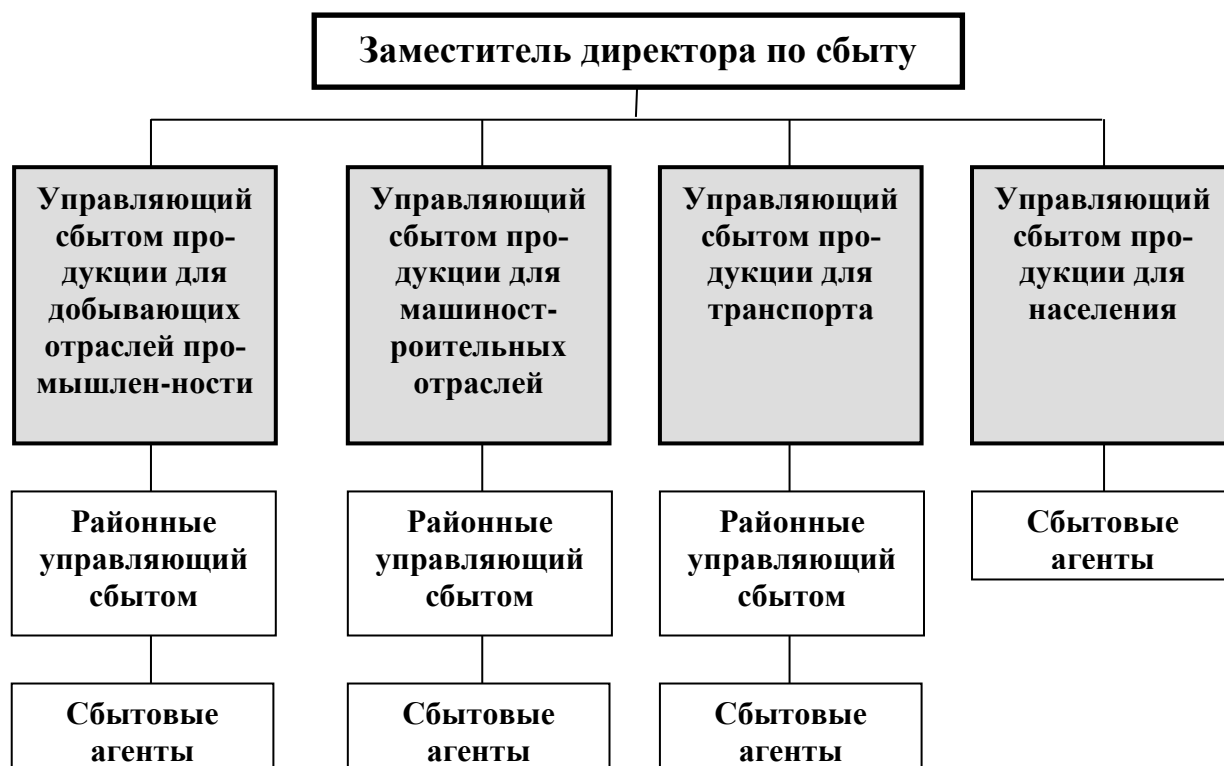 Заместитель директора по сбыту
Управляющий
сбытом про-
дукции для
добывающих
отраслей про-
мышлен-ности
Управляющий
сбытом про-
дукции для
машиност-
роительных
отраслей
Управляющий
сбытом про-
дукции для
транспорта
Управляющий
сбытом про-
дукции для
населения
Районные
управляющий
сбытом
Районные
управляющий
сбытом
Районные
управляющий
сбытом
Сбытовые
агенты
Сбытовые
агенты
Сбытовые
агенты
Сбытовые
агенты